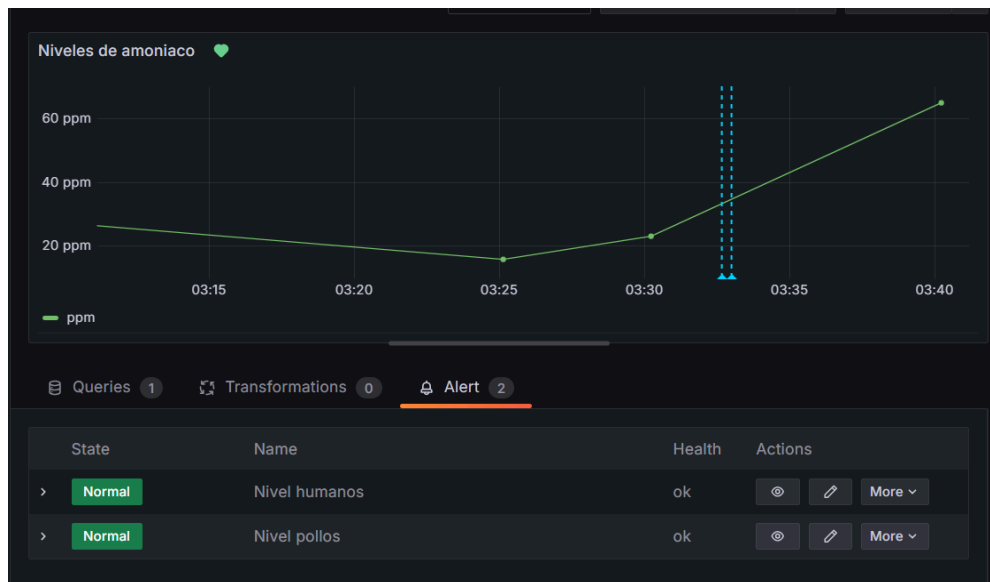 Niveles de amoniaco
60 ppm
40 ppm
20 ppm
03:15 03:20 03:25 03:30 03:35 03:40
ppm
Queries 1 Transformations 0 Alert 2
State Name Health Actions
Normal Nivel humanos ok More
Normal Nivel pollos ok More